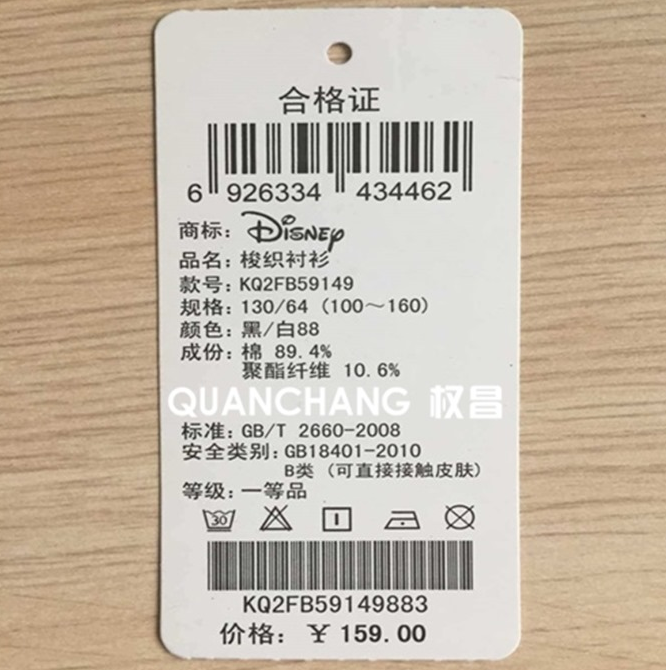 合格证
6 926334 434462
商标：Disney
品名：梭织衬衫
款号：KQ2FB59149
规格：130/64 (100～160)
颜色：黑/白88
成份：棉 89.4%
聚酯纤维 10.6%
QUANCHANG 权昌
标准：GB/T 2660-2008
安全类别：GB18401-2010
B类 (可直接接触皮肤)
等级：一等品
30
KQ2FB59149883
价格：￥159.00